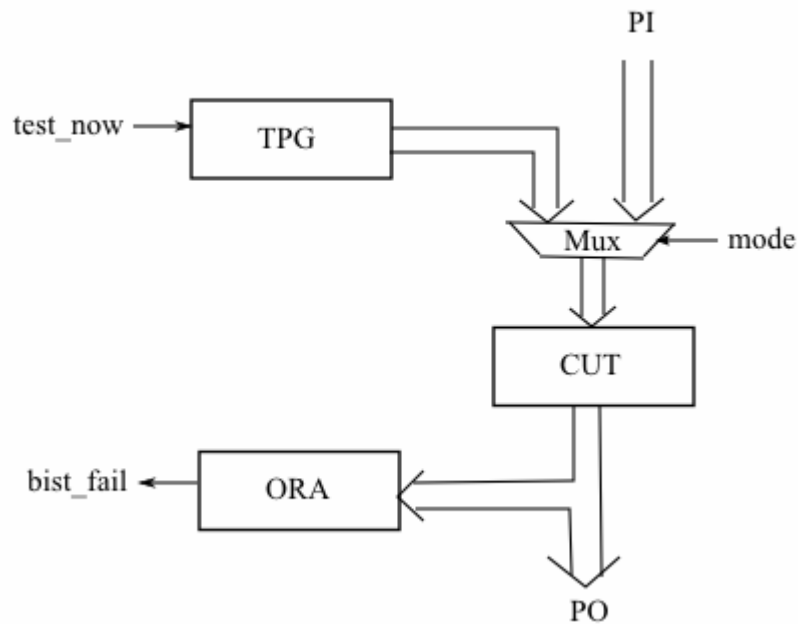 PI
test_now
TPG
Mux
mode
CUT
bist_fail
ORA
PO